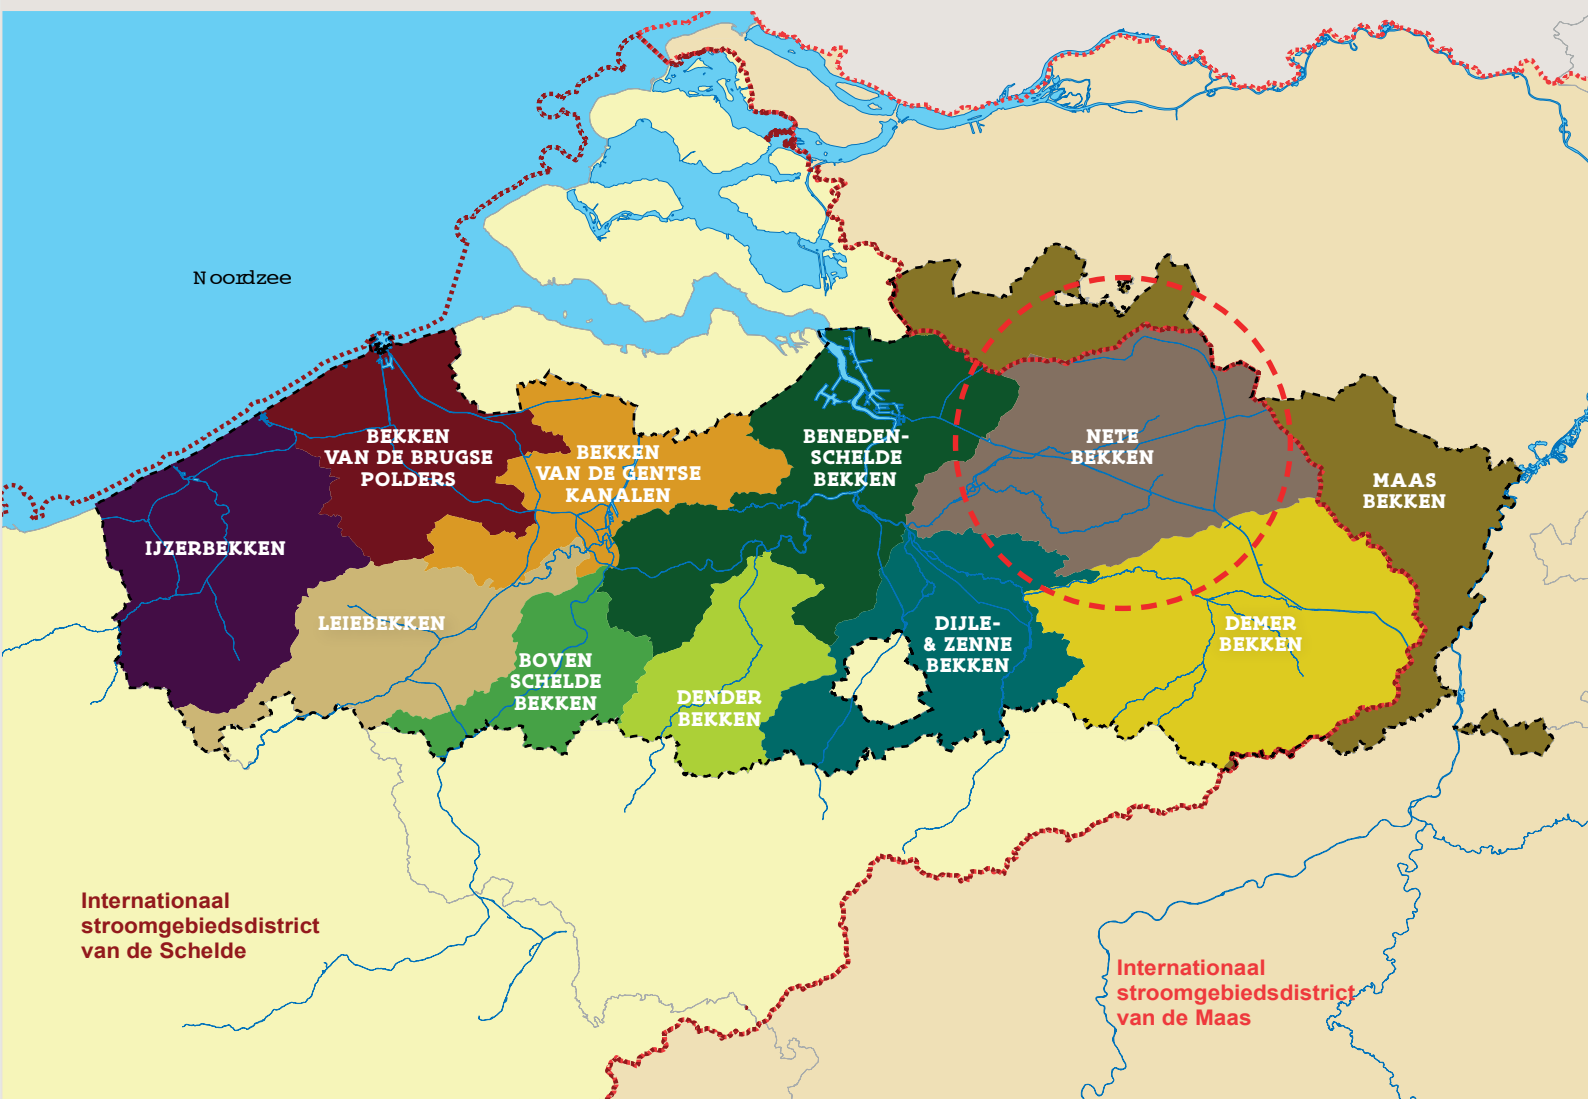 Noordzee
BEKKEN
VAN DE BRUGSE
POLDERS
BEKKEN
VAN DE GENTSE
KANALEN
BENEDEN-
SCHELDE
BEKKEN
NETE
BEKKEN
MAAS
BEKKEN
IJZERBEKKEN
LEIEBEKKEN
BOVEN
SCHELDE
BEKKEN
DENDER
BEKKEN
DIJLE-
& ZENNE
BEKKEN
DEMER
BEKKEN
Internationaal
stroomgebiedsdistrict
van de Schelde
Internationaal
stroomgebiedsdistrict
van de Maas